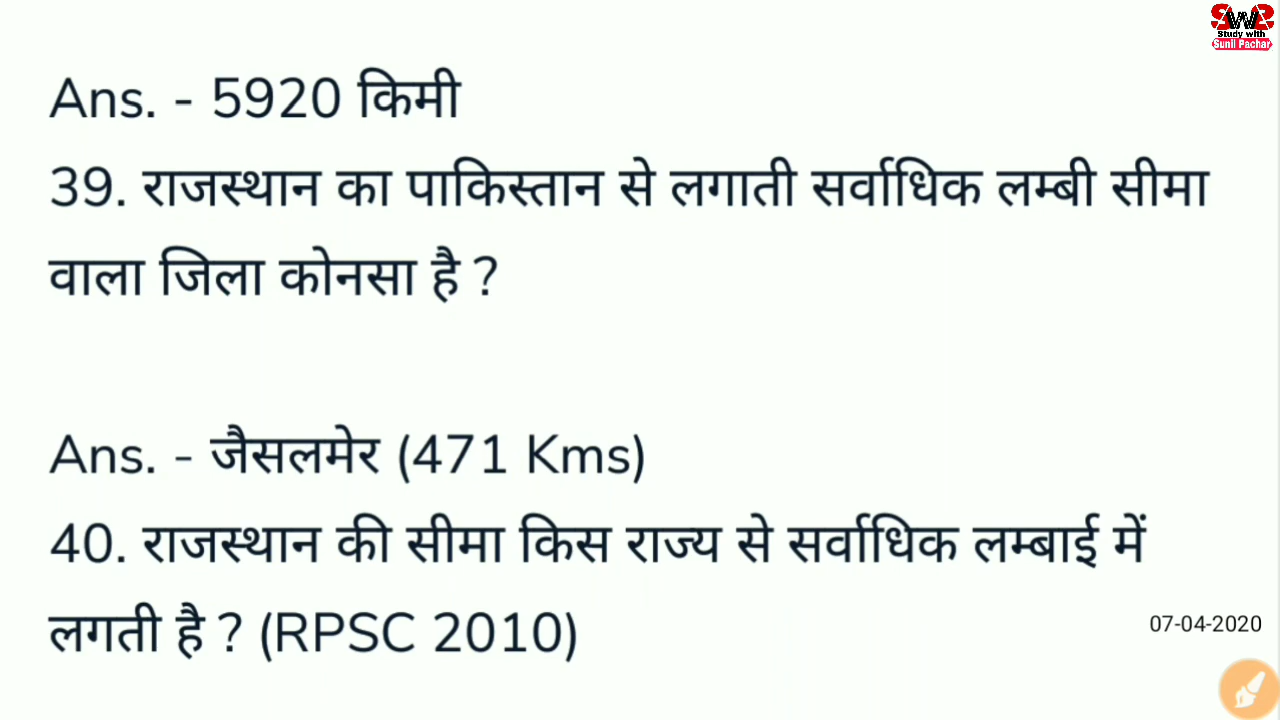 SWS
Study with
Sunil Pachar
Ans. - 5920 किमी
39. राजस्थान का पाकिस्तान से लगाती सर्वाधिक लम्बी सीमा
वाला जिला कोनसा है ?
Ans. - जैसलमेर (471 Kms)
40. राजस्थान की सीमा किस राज्य से सर्वाधिक लम्बाई में
लगती है ? (RPSC 2010)
07-04-2020